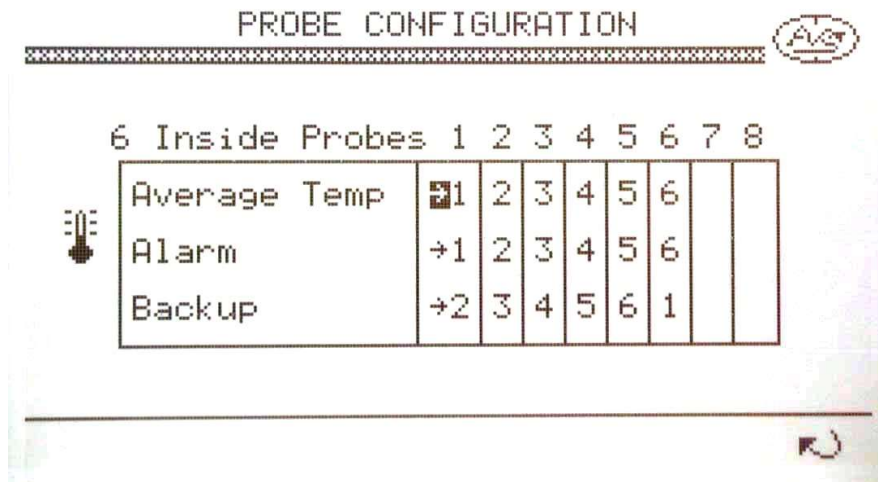 PROBE CONFIGURATION
6 Inside Probes 1 2 3 4 5 6 7 8
Average Temp →1 2 3 4 5 6
Alarm →1 2 3 4 5 6
Backup →2 3 4 5 6 1